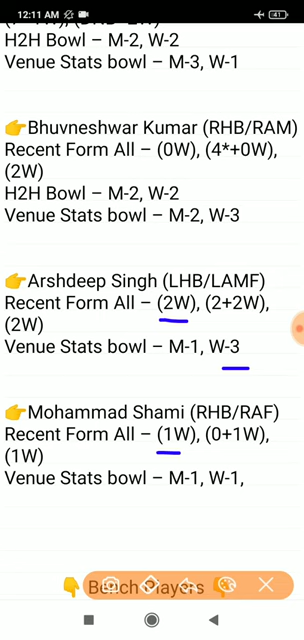 12:11 AM
41
H2H Bowl – M-2, W-2
Venue Stats bowl – M-3, W-1
👉Bhuvneshwar Kumar (RHB/RAM)
Recent Form All – (0W), (4*+0W),
(2W)
H2H Bowl – M-2, W-2
Venue Stats bowl – M-2, W-3
👉Arshdeep Singh (LHB/LAMF)
Recent Form All – (2W), (2+2W),
(2W)
Venue Stats bowl – M-1, W-3
👉Mohammad Shami (RHB/RAF)
Recent Form All – (1W), (0+1W),
(1W)
Venue Stats bowl – M-1, W-1,
👇 Bench Players 👇